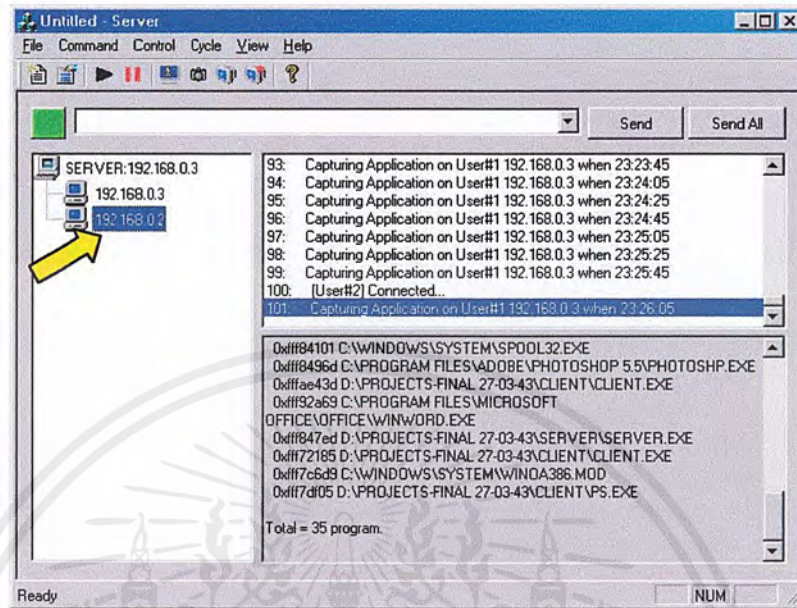 Untitled - Server
File Command Control Cycle View Help
Send
Send All
SERVER:192.168.0.3
192.168.0.3
192.168.0.2
93: Capturing Application on User#1 192.168.0.3 when 23:23:45
94: Capturing Application on User#1 192.168.0.3 when 23:24:05
95: Capturing Application on User#1 192.168.0.3 when 23:24:25
96: Capturing Application on User#1 192.168.0.3 when 23:24:45
97: Capturing Application on User#1 192.168.0.3 when 23:25:05
98: Capturing Application on User#1 192.168.0.3 when 23:25:25
99: Capturing Application on User#1 192.168.0.3 when 23:25:45
100: [User#2] Connected...
101: Capturing Application on User#1 192.168.0.3 when 23:26:05
0xfff84101 C:\WINDOWS\SYSTEM\SPOOL32.EXE
0xfff8496d C:\PROGRAM FILES\ADOBE\PHOTOSHOP 5.5\PHOTOSHP.EXE
0xfffae43d D:\PROJECTS-FINAL 27-03-43\CLIENT\CLIENT.EXE
0xfff92a69 C:\PROGRAM FILES\MICROSOFT
OFFICE\OFFICE\WINWORD.EXE
0xfff847ed D:\PROJECTS-FINAL 27-03-43\SERVER\SERVER.EXE
0xfff72185 D:\PROJECTS-FINAL 27-03-43\CLIENT\CLIENT.EXE
0xfff7c6d9 C:\WINDOWS\SYSTEM\WINOA386.MOD
0xfff7df05 D:\PROJECTS-FINAL 27-03-43\CLIENT\PS.EXE
Total = 35 program.
Ready
NUM